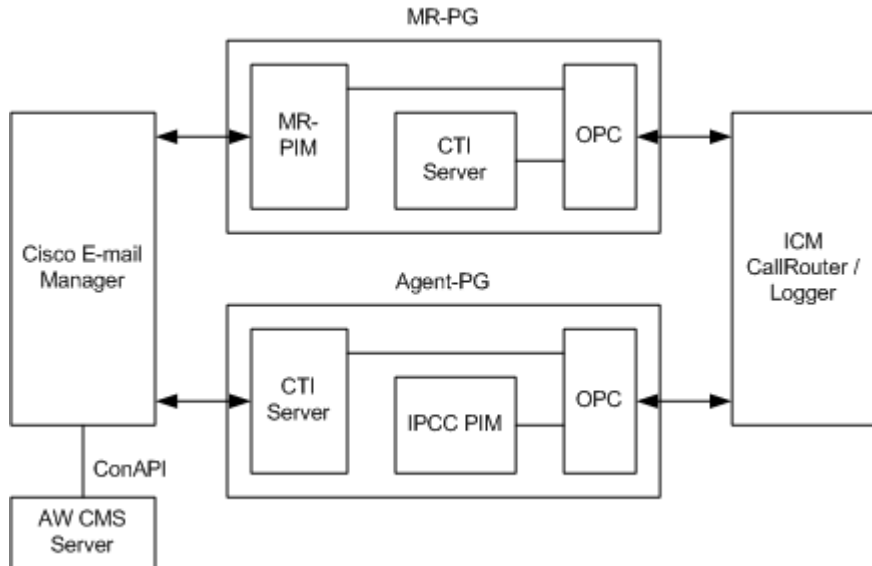 MR-PG
MR-
PIM
CTI
Server
OPC
Cisco E-mail
Manager
ICM
CallRouter /
Logger
Agent-PG
CTI
Server
IPCC PIM
OPC
ConAPI
AW CMS
Server